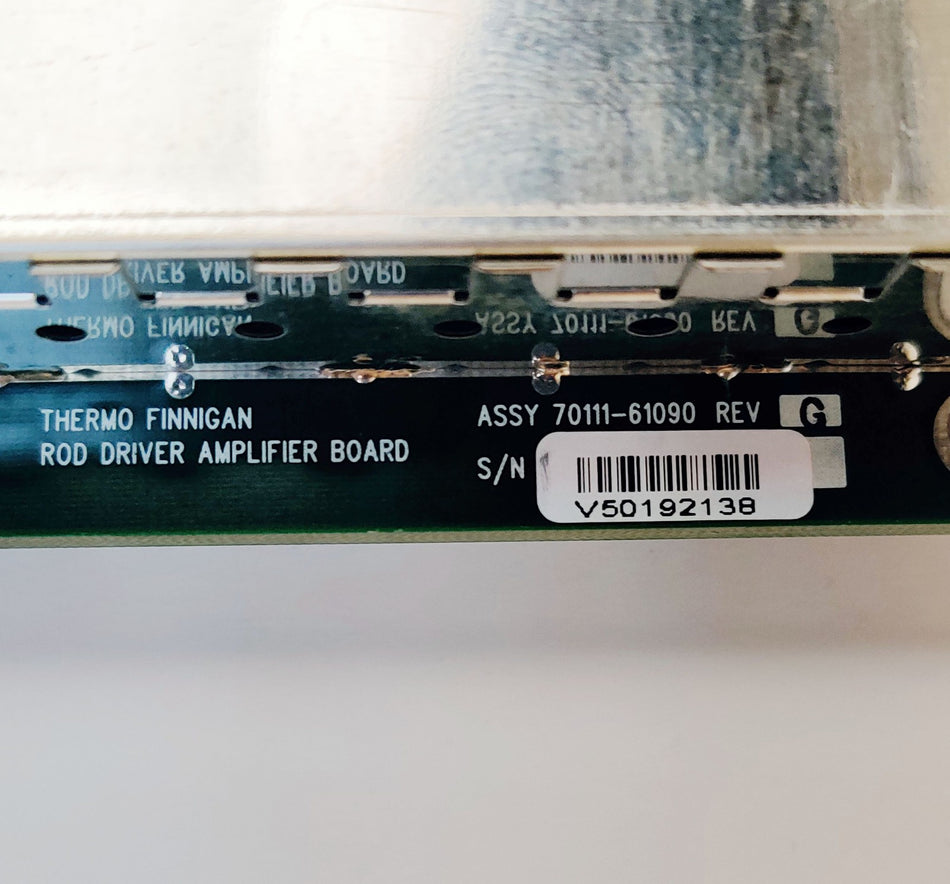 THERMO FINNIGAN
ROD DRIVER AMPLIFIER BOARD
ASSY 70111-61090 REV G
S/N
V50192138